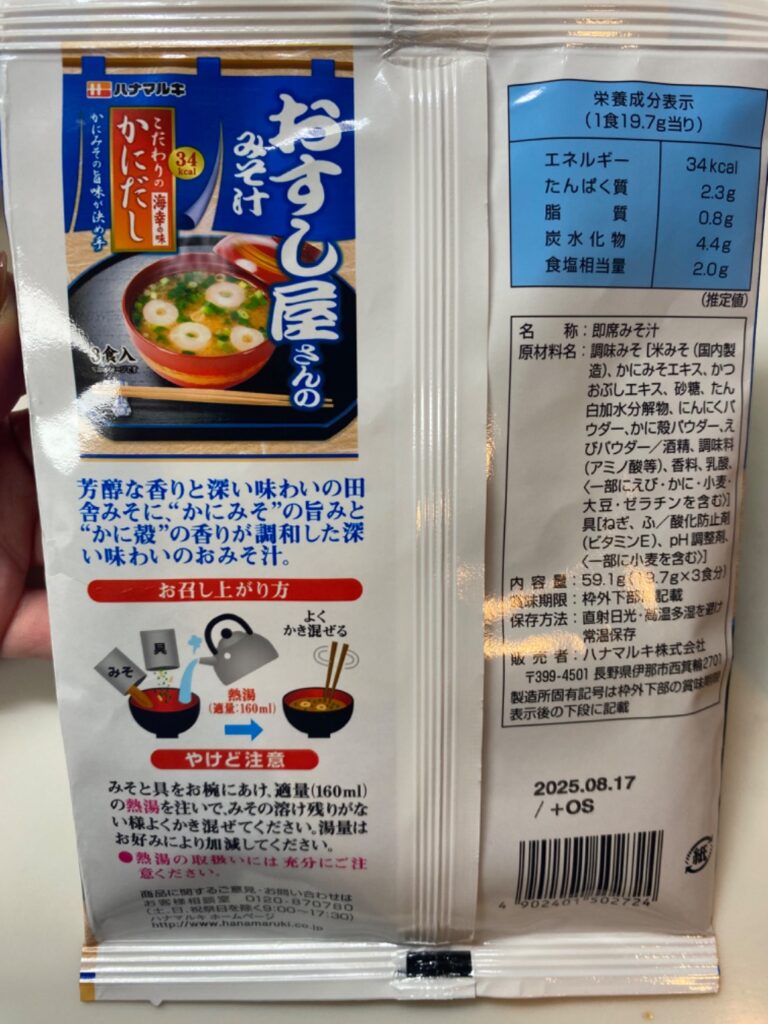 ハナマルキ
おすし屋さんの
みそ汁
こだわりの
海幸の味
かにだし
かにみその旨味が決め手
34
kcal
3食入
芳醇な香りと深い味わいの田
舎みそに、“かにみそ”の旨みと
“かに殻”の香りが調和した深
い味わいのおみそ汁。
お召し上がり方
みそ
具
熱湯
(適量:160ml)
よく
かき混ぜる
やけど注意
みそと具をお椀にあけ、適量(160ml)
の熱湯を注いで、みその溶け残りがな
い様よくかき混ぜてください。湯量は
お好みにより加減してください。
●熱湯の取扱いには充分にご注
意ください。
商品に関するご意見・お問い合わせは
お客様相談室 0120-870780
(土、日、祝祭日を除く9:00~17:30)
ハナマルキ ホームページ
http://www.hanamaruki.co.jp
栄養成分表示
(1食19.7g当り)
エネルギー 34kcal
たんぱく質 2.3g
脂質 0.8g
炭水化物 4.4g
食塩相当量 2.0g
(推定値)
名称:即席みそ汁
原材料名:調味みそ[米みそ(国内製
造)、かにみそエキス、かつ
おぶしエキス、砂糖、たん
白加水分解物、にんにくパ
ウダー、かに殻パウダー、え
びパウダー/酒精、調味料
(アミノ酸等)、香料、乳酸、
〈一部にえび・かに・小麦・
大豆・ゼラチンを含む〉]
具[ねぎ、ふ/酸化防止剤
(ビタミンE)、pH調整剤、
〈一部に小麦を含む〉]
内容量:59.1g(19.7g×3食分)
賞味期限:枠外下部に記載
保存方法:直射日光・高温多湿を避け
常温保存
販売者:ハナマルキ株式会社
〒399-4501 長野県伊那市西箕輪2701
製造所固有記号は枠外下部の賞味期限
表示後の下段に記載
2025.08.17
/ +OS
紙
4 902401 502724